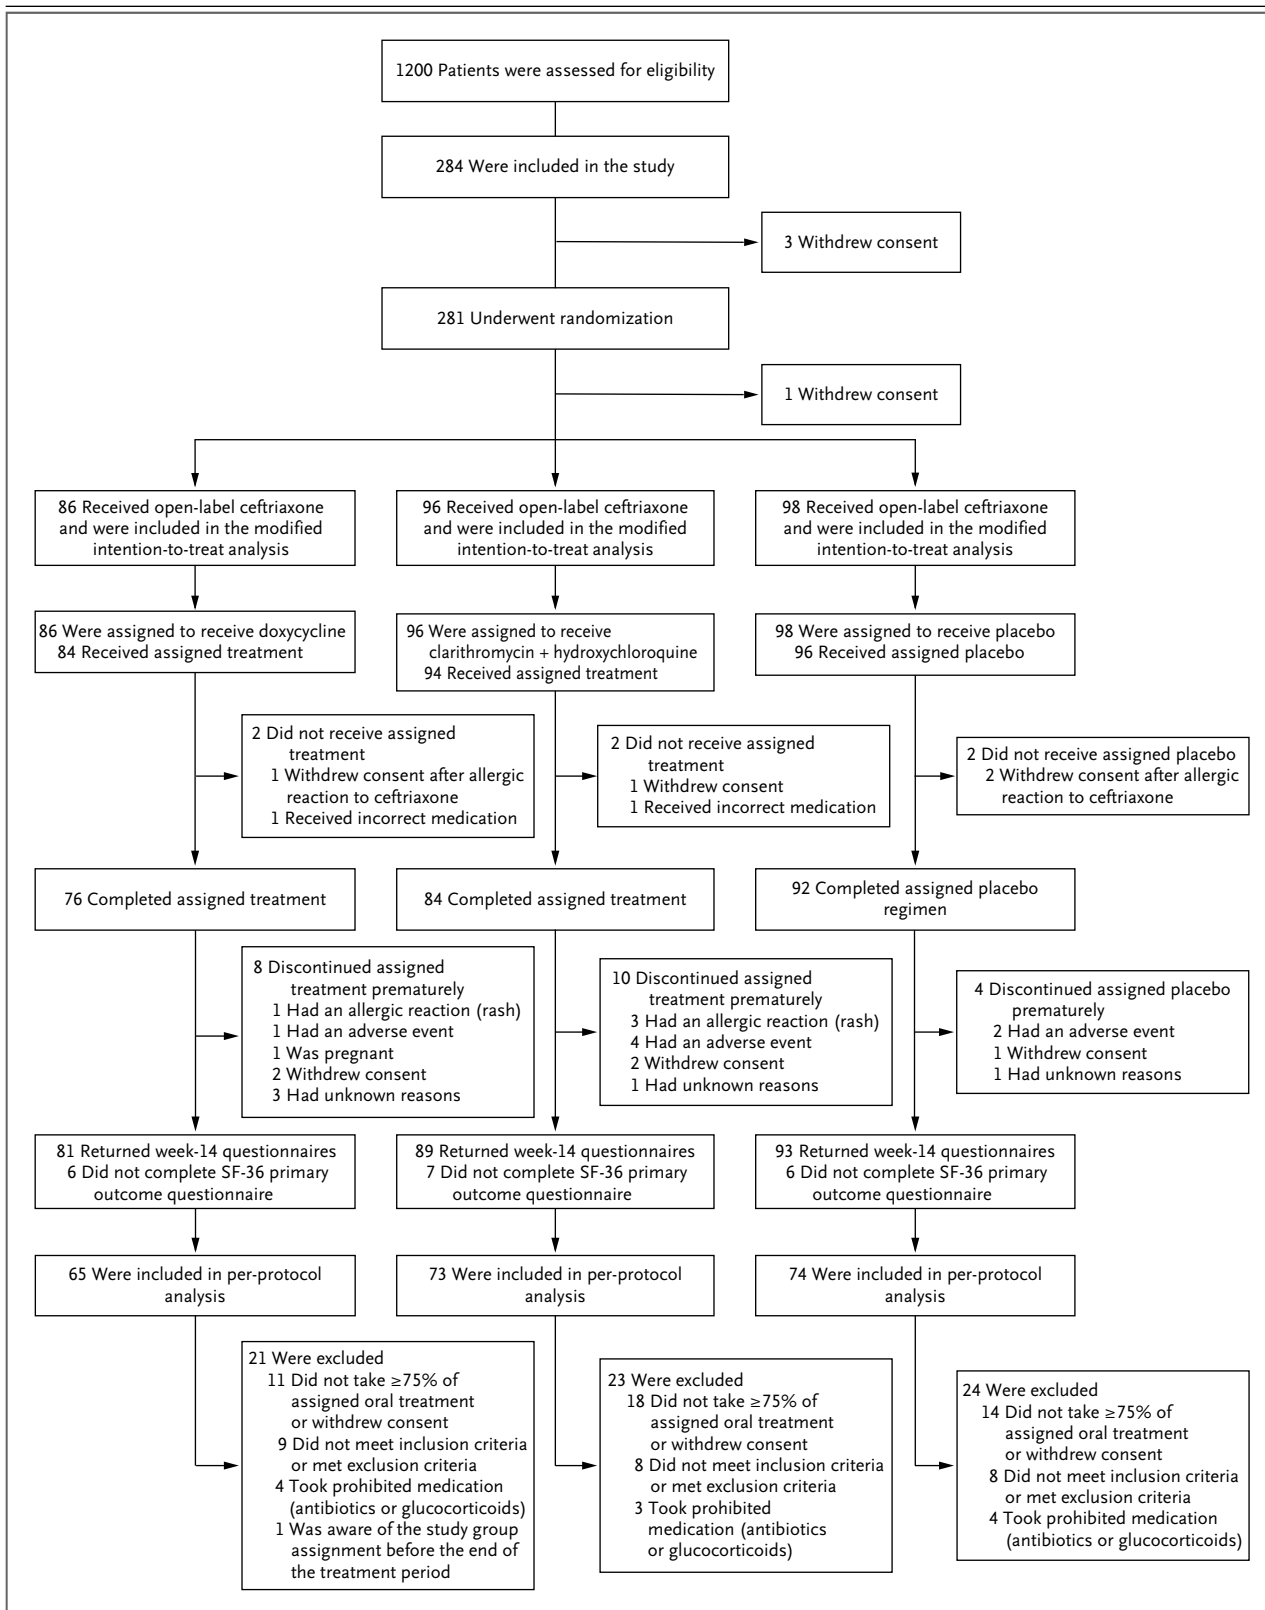 1200 Patients were assessed for eligibility
284 Were included in the study
3 Withdrew consent
281 Underwent randomization
1 Withdrew consent
86 Received open-label ceftriaxone
and were included in the modified
intention-to-treat analysis
96 Received open-label ceftriaxone
and were included in the modified
intention-to-treat analysis
98 Received open-label ceftriaxone
and were included in the modified
intention-to-treat analysis
86 Were assigned to receive doxycycline
84 Received assigned treatment
96 Were assigned to receive
clarithromycin + hydroxychloroquine
94 Received assigned treatment
98 Were assigned to receive placebo
96 Received assigned placebo
2 Did not receive assigned
treatment
1 Withdrew consent after allergic
reaction to ceftriaxone
1 Received incorrect medication
2 Did not receive assigned
treatment
1 Withdrew consent
1 Received incorrect medication
2 Did not receive assigned placebo
2 Withdrew consent after allergic
reaction to ceftriaxone
76 Completed assigned treatment
84 Completed assigned treatment
92 Completed assigned placebo
regimen
8 Discontinued assigned
treatment prematurely
1 Had an allergic reaction (rash)
1 Had an adverse event
1 Was pregnant
2 Withdrew consent
3 Had unknown reasons
10 Discontinued assigned
treatment prematurely
3 Had an allergic reaction (rash)
4 Had an adverse event
2 Withdrew consent
1 Had unknown reasons
4 Discontinued assigned placebo
prematurely
2 Had an adverse event
1 Withdrew consent
1 Had unknown reasons
81 Returned week-14 questionnaires
6 Did not complete SF-36 primary
outcome questionnaire
89 Returned week-14 questionnaires
7 Did not complete SF-36 primary
outcome questionnaire
93 Returned week-14 questionnaires
6 Did not complete SF-36 primary
outcome questionnaire
65 Were included in per-protocol
analysis
73 Were included in per-protocol
analysis
74 Were included in per-protocol
analysis
21 Were excluded
11 Did not take ≥75% of
assigned oral treatment
or withdrew consent
9 Did not meet inclusion criteria
or met exclusion criteria
4 Took prohibited medication
(antibiotics or glucocorticoids)
1 Was aware of the study group
assignment before the end of
the treatment period
23 Were excluded
18 Did not take ≥75% of
assigned oral treatment
or withdrew consent
8 Did not meet inclusion criteria
or met exclusion criteria
3 Took prohibited
medication (antibiotics
or glucocorticoids)
24 Were excluded
14 Did not take ≥75% of
assigned oral treatment
or withdrew consent
8 Did not meet inclusion criteria
or met exclusion criteria
4 Took prohibited medication
(antibiotics or glucocorticoids)